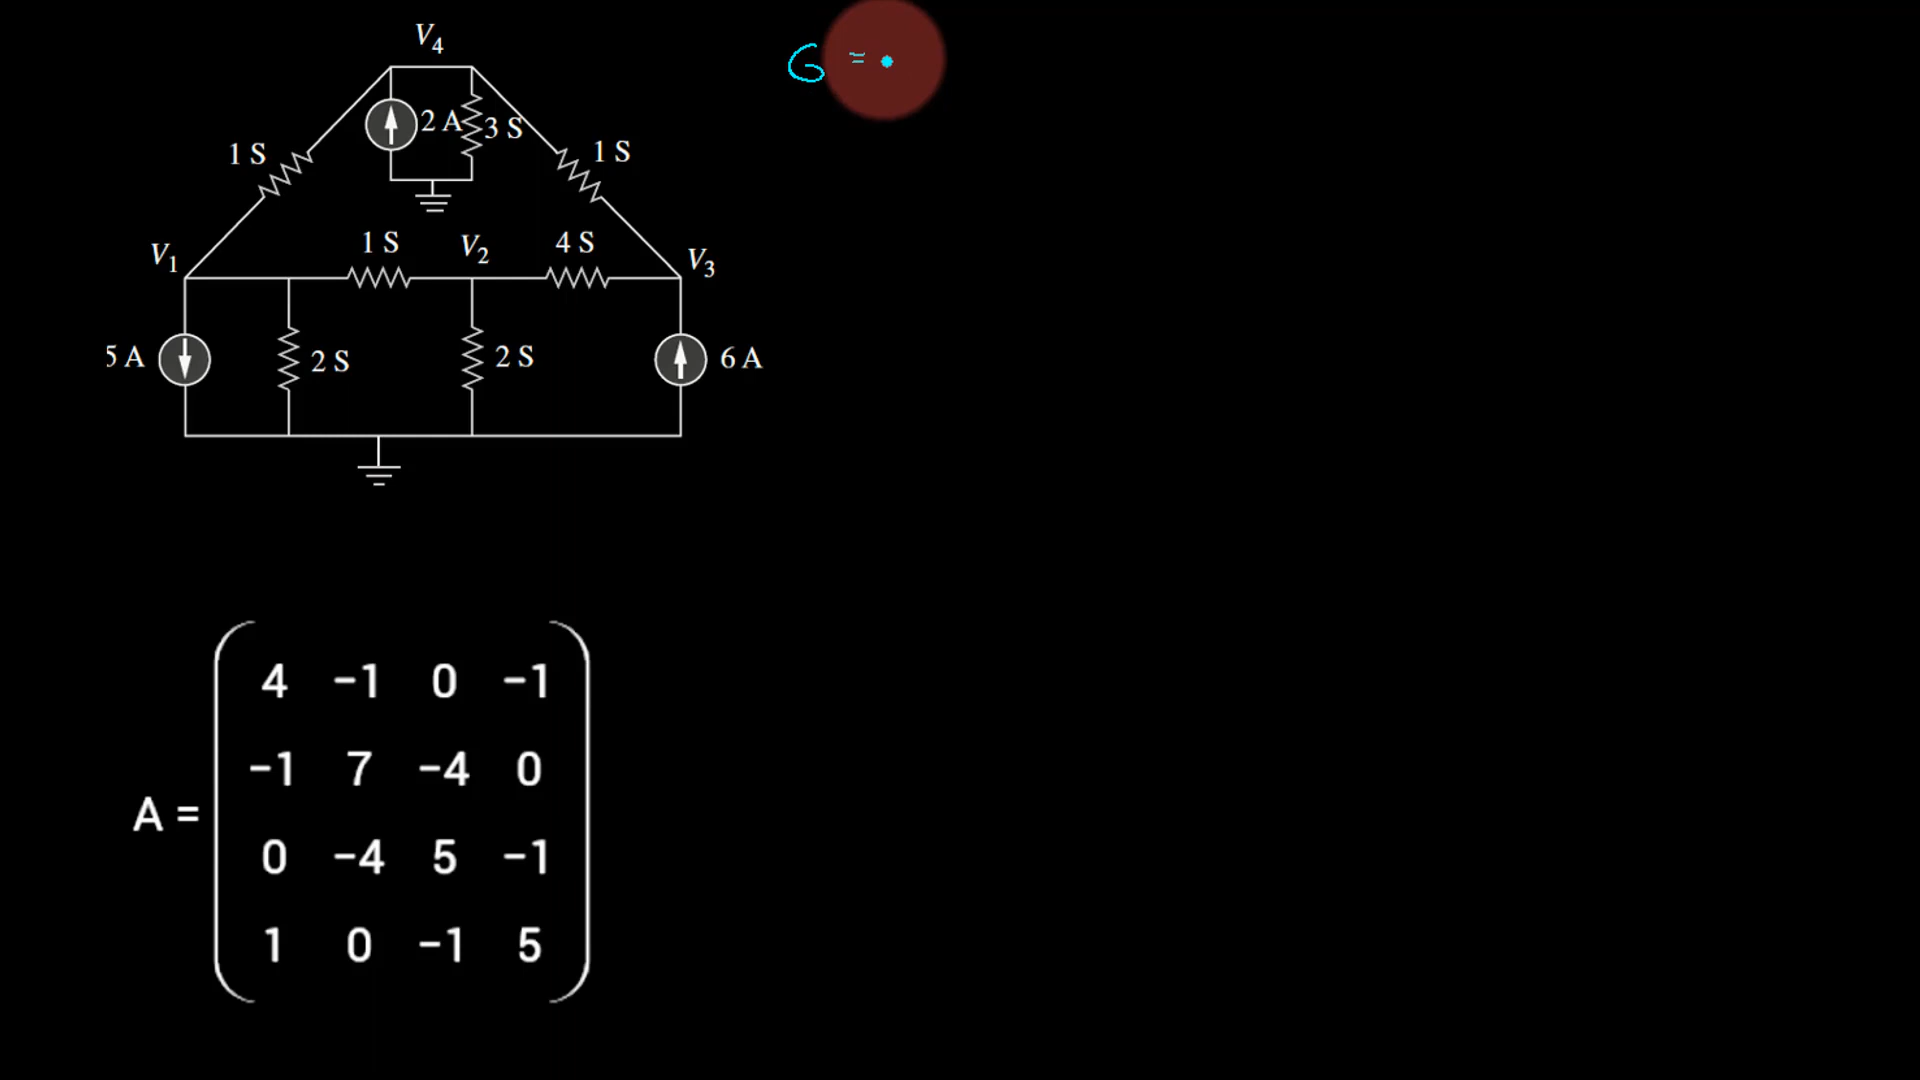 V4
G =
2 A
3 S
1 S
1 S
V1
1 S
V2
4 S
V3
5 A
2 S
2 S
6 A
A =
4 −1 0 −1
−1 7 −4 0
0 −4 5 −1
1 0 −1 5